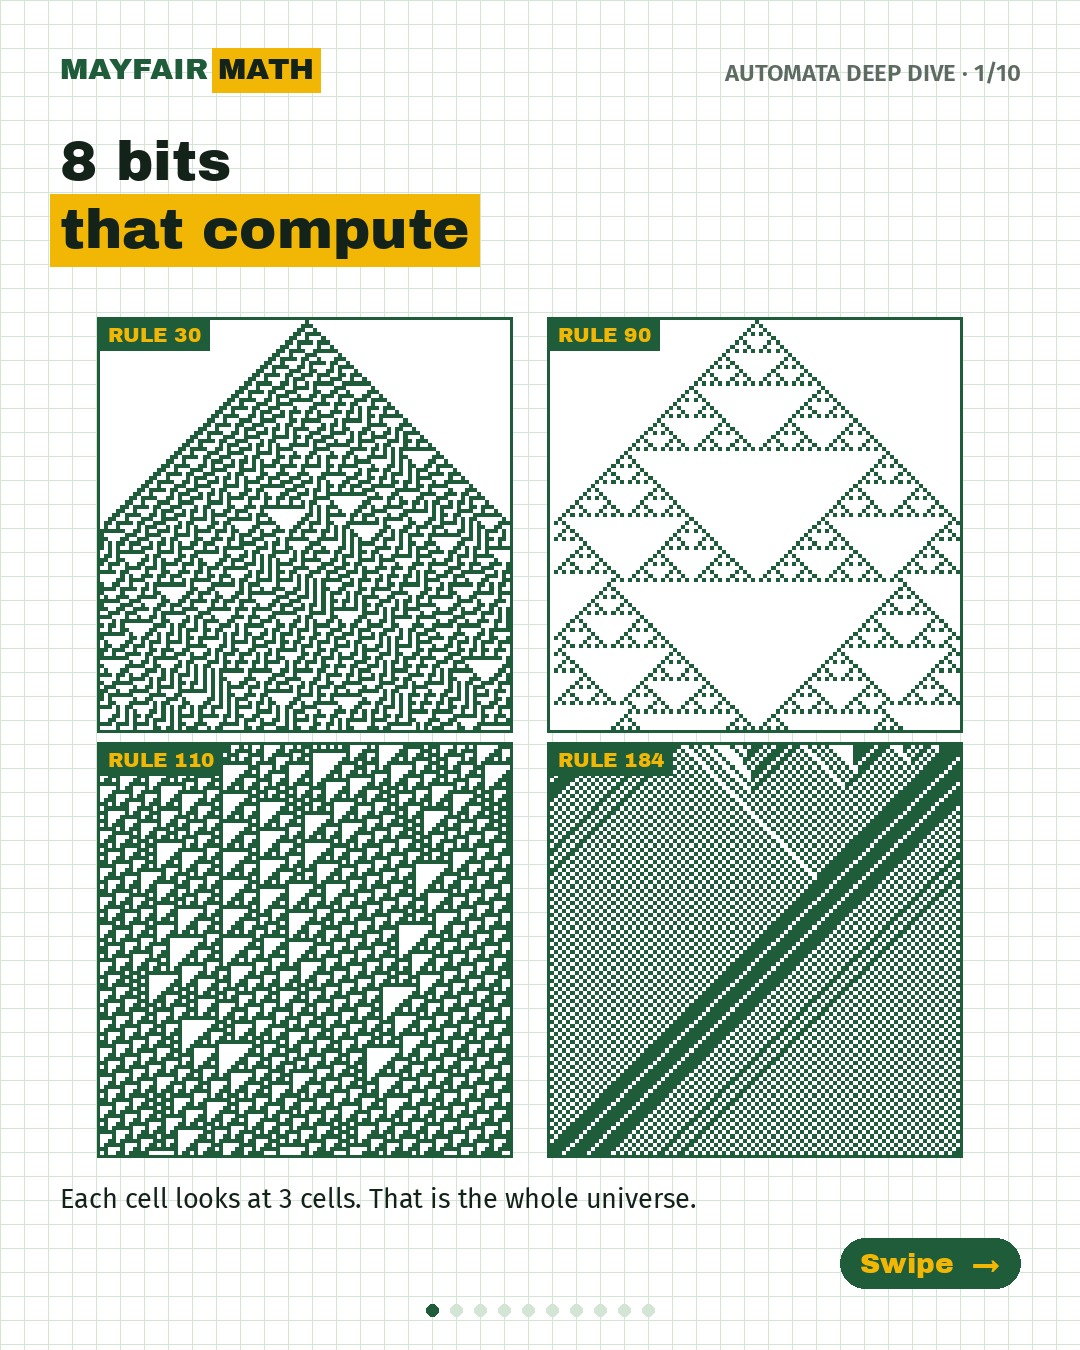 MAYFAIR MATH
AUTOMATA DEEP DIVE · 1/10
8 bits
that compute
RULE 30
RULE 90
RULE 110
RULE 184
Each cell looks at 3 cells. That is the whole universe.
Swipe →